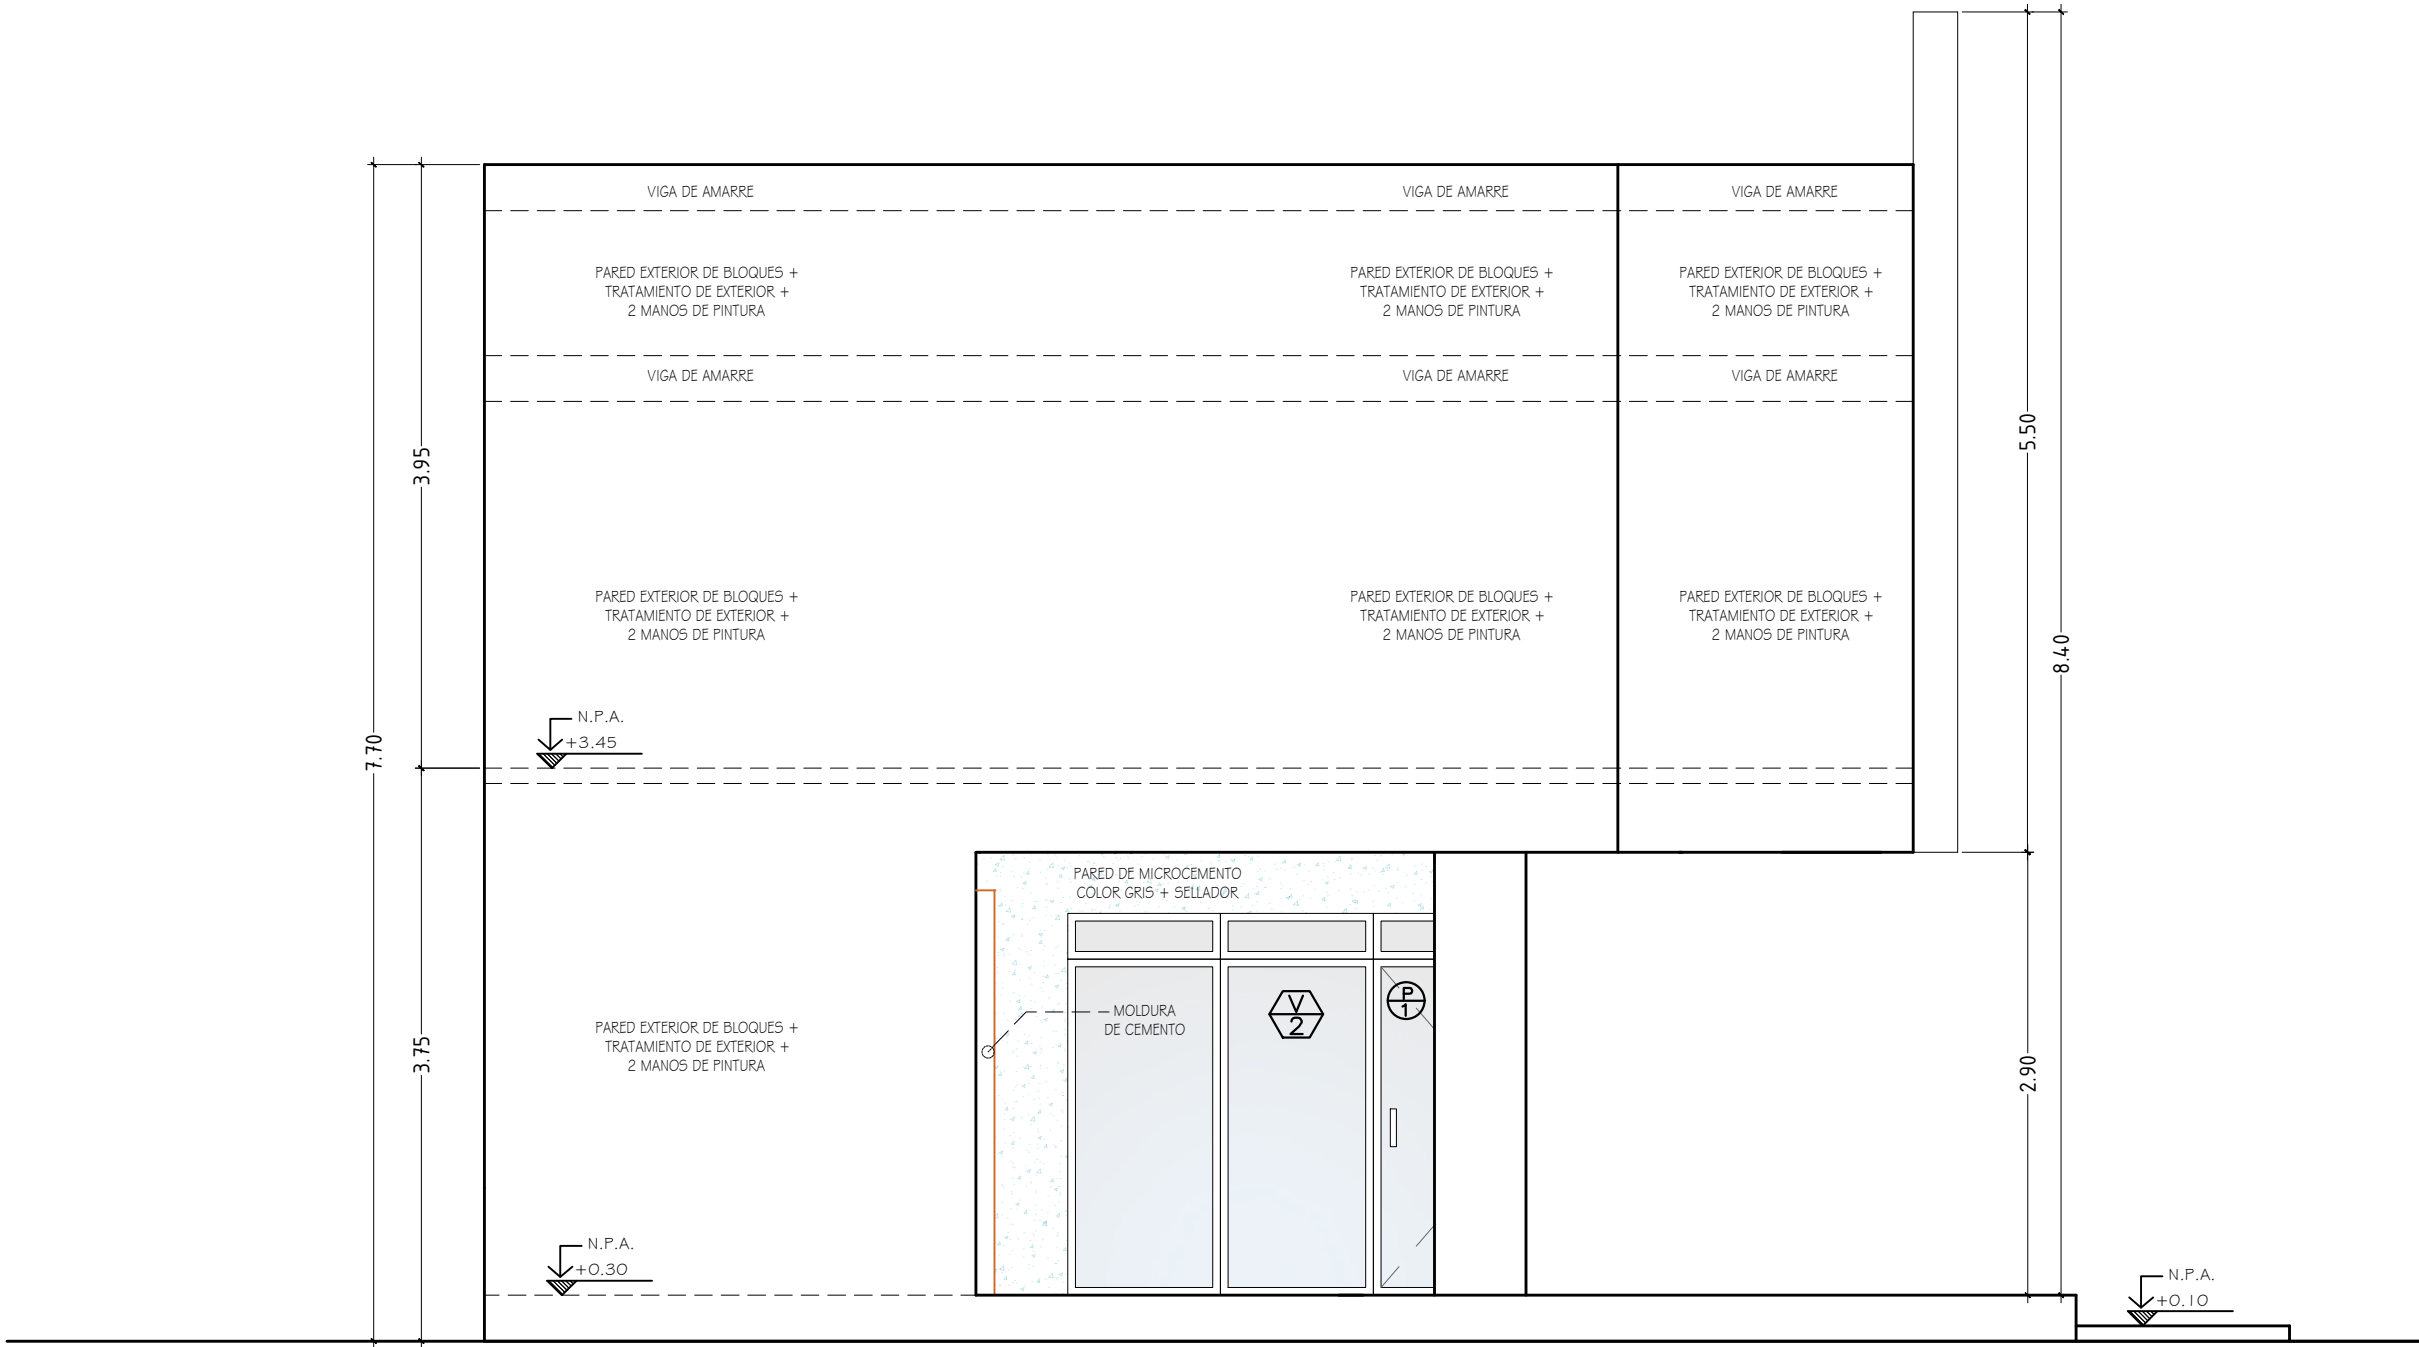 VIGA DE AMARRE
VIGA DE AMARRE
VIGA DE AMARRE
PARED EXTERIOR DE BLOQUES +
TRATAMIENTO DE EXTERIOR +
2 MANOS DE PINTURA
PARED EXTERIOR DE BLOQUES +
TRATAMIENTO DE EXTERIOR +
2 MANOS DE PINTURA
PARED EXTERIOR DE BLOQUES +
TRATAMIENTO DE EXTERIOR +
2 MANOS DE PINTURA
VIGA DE AMARRE
VIGA DE AMARRE
VIGA DE AMARRE
3.95
5.50
PARED EXTERIOR DE BLOQUES +
TRATAMIENTO DE EXTERIOR +
2 MANOS DE PINTURA
PARED EXTERIOR DE BLOQUES +
TRATAMIENTO DE EXTERIOR +
2 MANOS DE PINTURA
PARED EXTERIOR DE BLOQUES +
TRATAMIENTO DE EXTERIOR +
2 MANOS DE PINTURA
8.40
N.P.A.
+3.45
7.70
PARED DE MICROCEMENTO
COLOR GRIS + SELLADOR
V
2
P
1
MOLDURA
DE CEMENTO
PARED EXTERIOR DE BLOQUES +
TRATAMIENTO DE EXTERIOR +
2 MANOS DE PINTURA
3.75
2.90
N.P.A.
+0.30
N.P.A.
+0.10